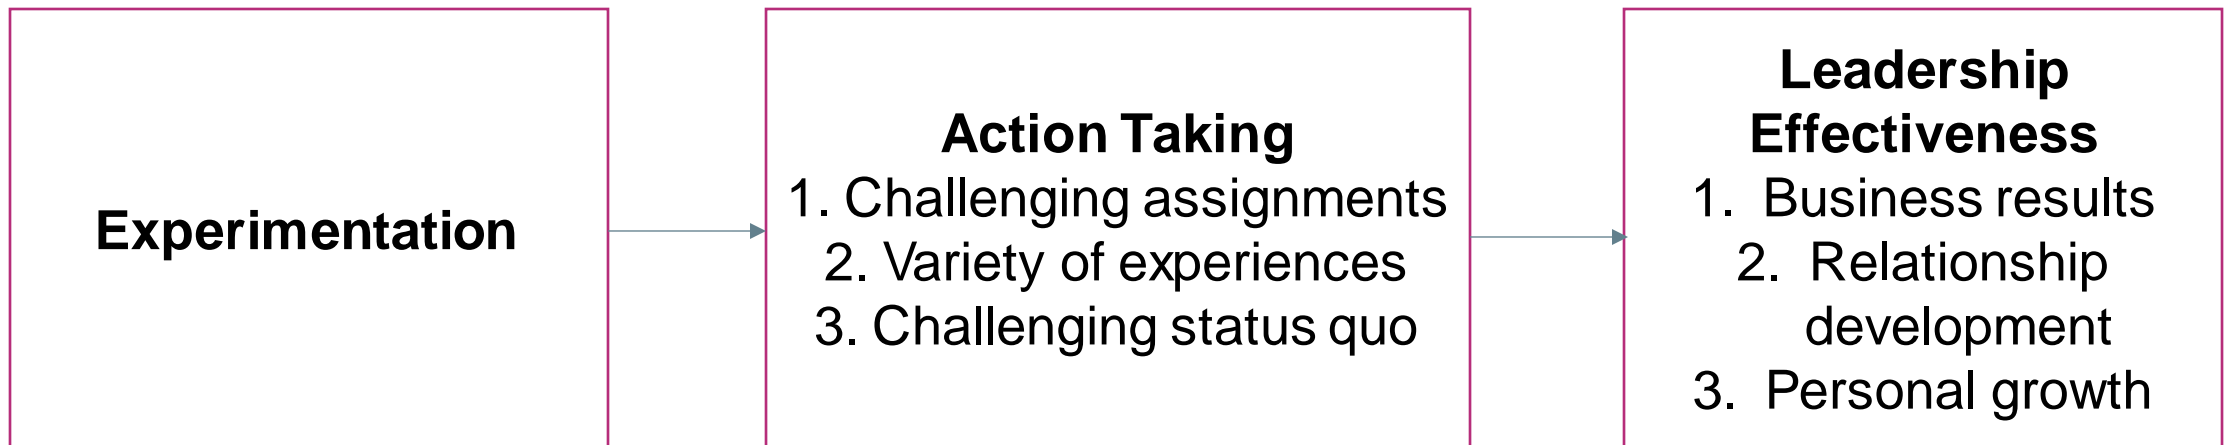 Experimentation
Action Taking
1. Challenging assignments
2. Variety of experiences
3. Challenging status quo
Leadership
Effectiveness
1. Business results
2. Relationship
development
3. Personal growth